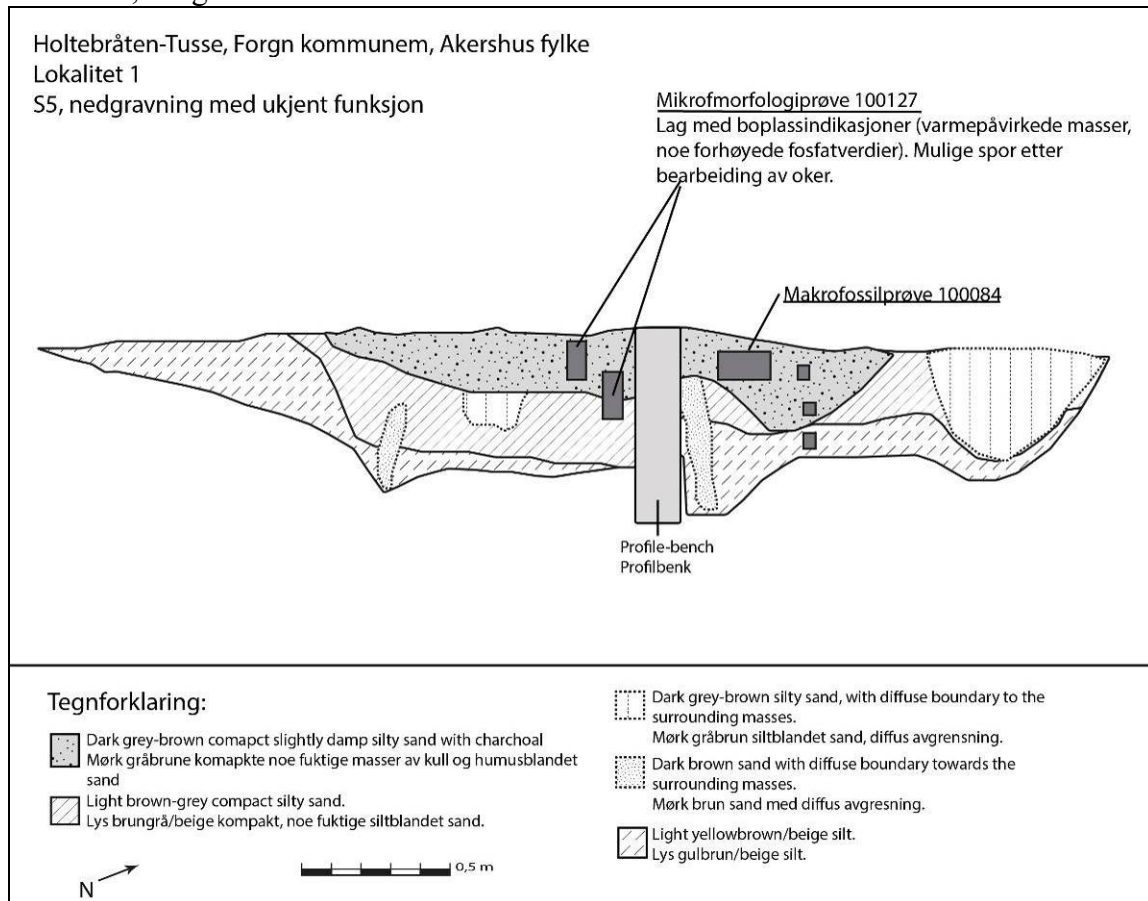 Holtebråten-Tusse, Forgn kommunem, Akershus fylke
Lokalitet 1
S5, nedgravning med ukjent funksjon
Mikrofmorfologiprøve 100127
Lag med boplassindikasjoner (varmepåvirkede masser,
noe forhøyede fosfatverdier). Mulige spor etter
bearbeiding av oker.
Makrofossilprøve 100084
Profile-bench
Profilbenk
Tegnforklaring:
Dark grey-brown comapct slightly damp silty sand with charchoal
Mørk gråbrune komapkte noe fuktige masser av kull og humusblandet
sand
Light brown-grey compact silty sand.
Lys brungrå/beige kompakt, noe fuktige siltblandet sand.
N
0,5 m
Dark grey-brown silty sand, with diffuse boundary to the
surrounding masses.
Mørk gråbrun siltblandet sand, diffus avgrensning.
Dark brown sand with diffuse boundary towards the
surrounding masses.
Mørk brun sand med diffus avgresning.
Light yellowbrown/beige silt.
Lys gulbrun/beige silt.